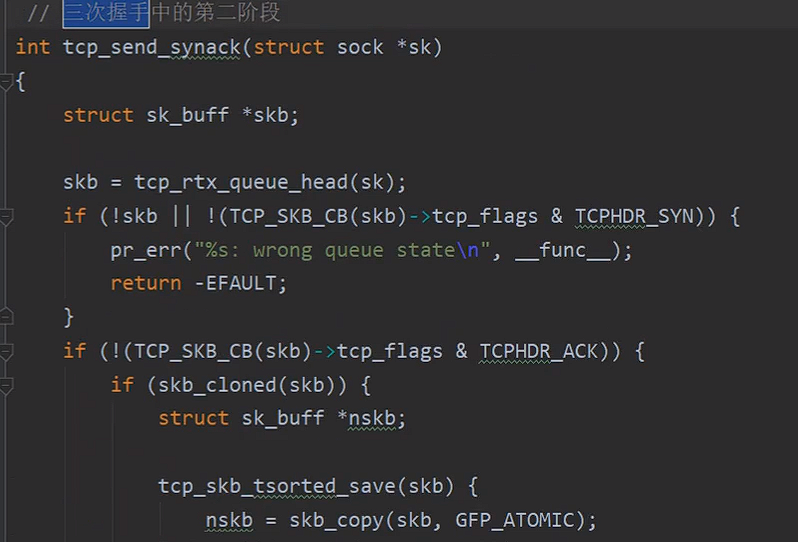 // 三次握手中的第二阶段
int tcp_send_synack(struct sock *sk)
{
struct sk_buff *skb;
skb = tcp_rtx_queue_head(sk);
if (!skb || !(TCP_SKB_CB(skb)->tcp_flags & TCPHDR_SYN)) {
pr_err("%s: wrong queue state\n", __func__);
return -EFAULT;
}
if (!(TCP_SKB_CB(skb)->tcp_flags & TCPHDR_ACK)) {
if (skb_cloned(skb)) {
struct sk_buff *nskb;
tcp_skb_tsorted_save(skb) {
nskb = skb_copy(skb, GFP_ATOMIC);